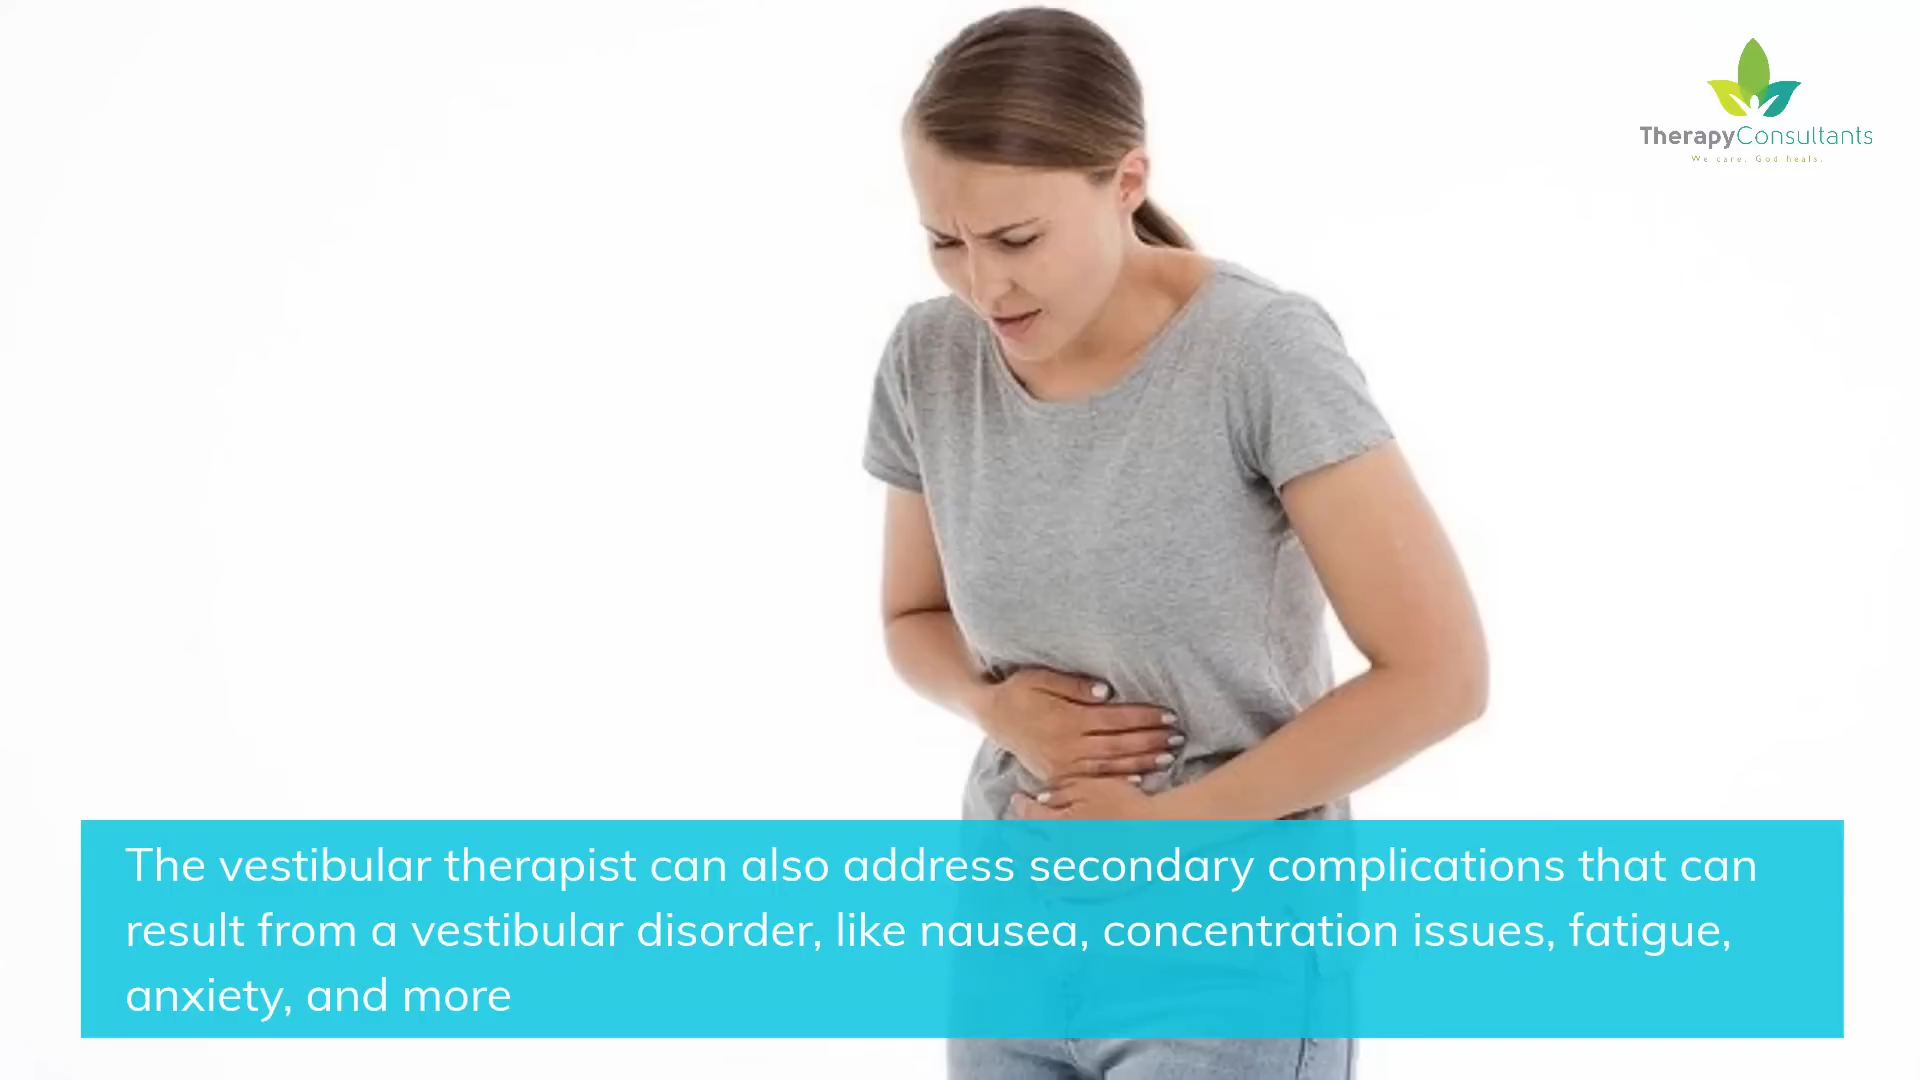 TherapyConsultants
We care. God heals.
The vestibular therapist can also address secondary complications that can
result from a vestibular disorder, like nausea, concentration issues, fatigue,
anxiety, and more